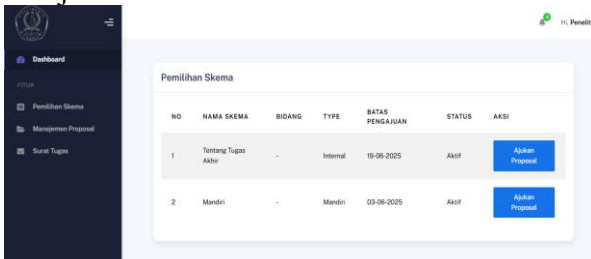 Hi, Penelit
Dashboard
FITUR
Pemilihan Skema
Manajemen Proposal
Surat Tugas
Pemilihan Skema
NO NAMA SKEMA BIDANG TYPE BATAS PENGAJUAN STATUS AKSI
1 Tentang Tugas Akhir - Internal 19-06-2025 Aktif Ajukan Proposal
2 Mandiri - Mandiri 03-06-2025 Aktif Ajukan Proposal